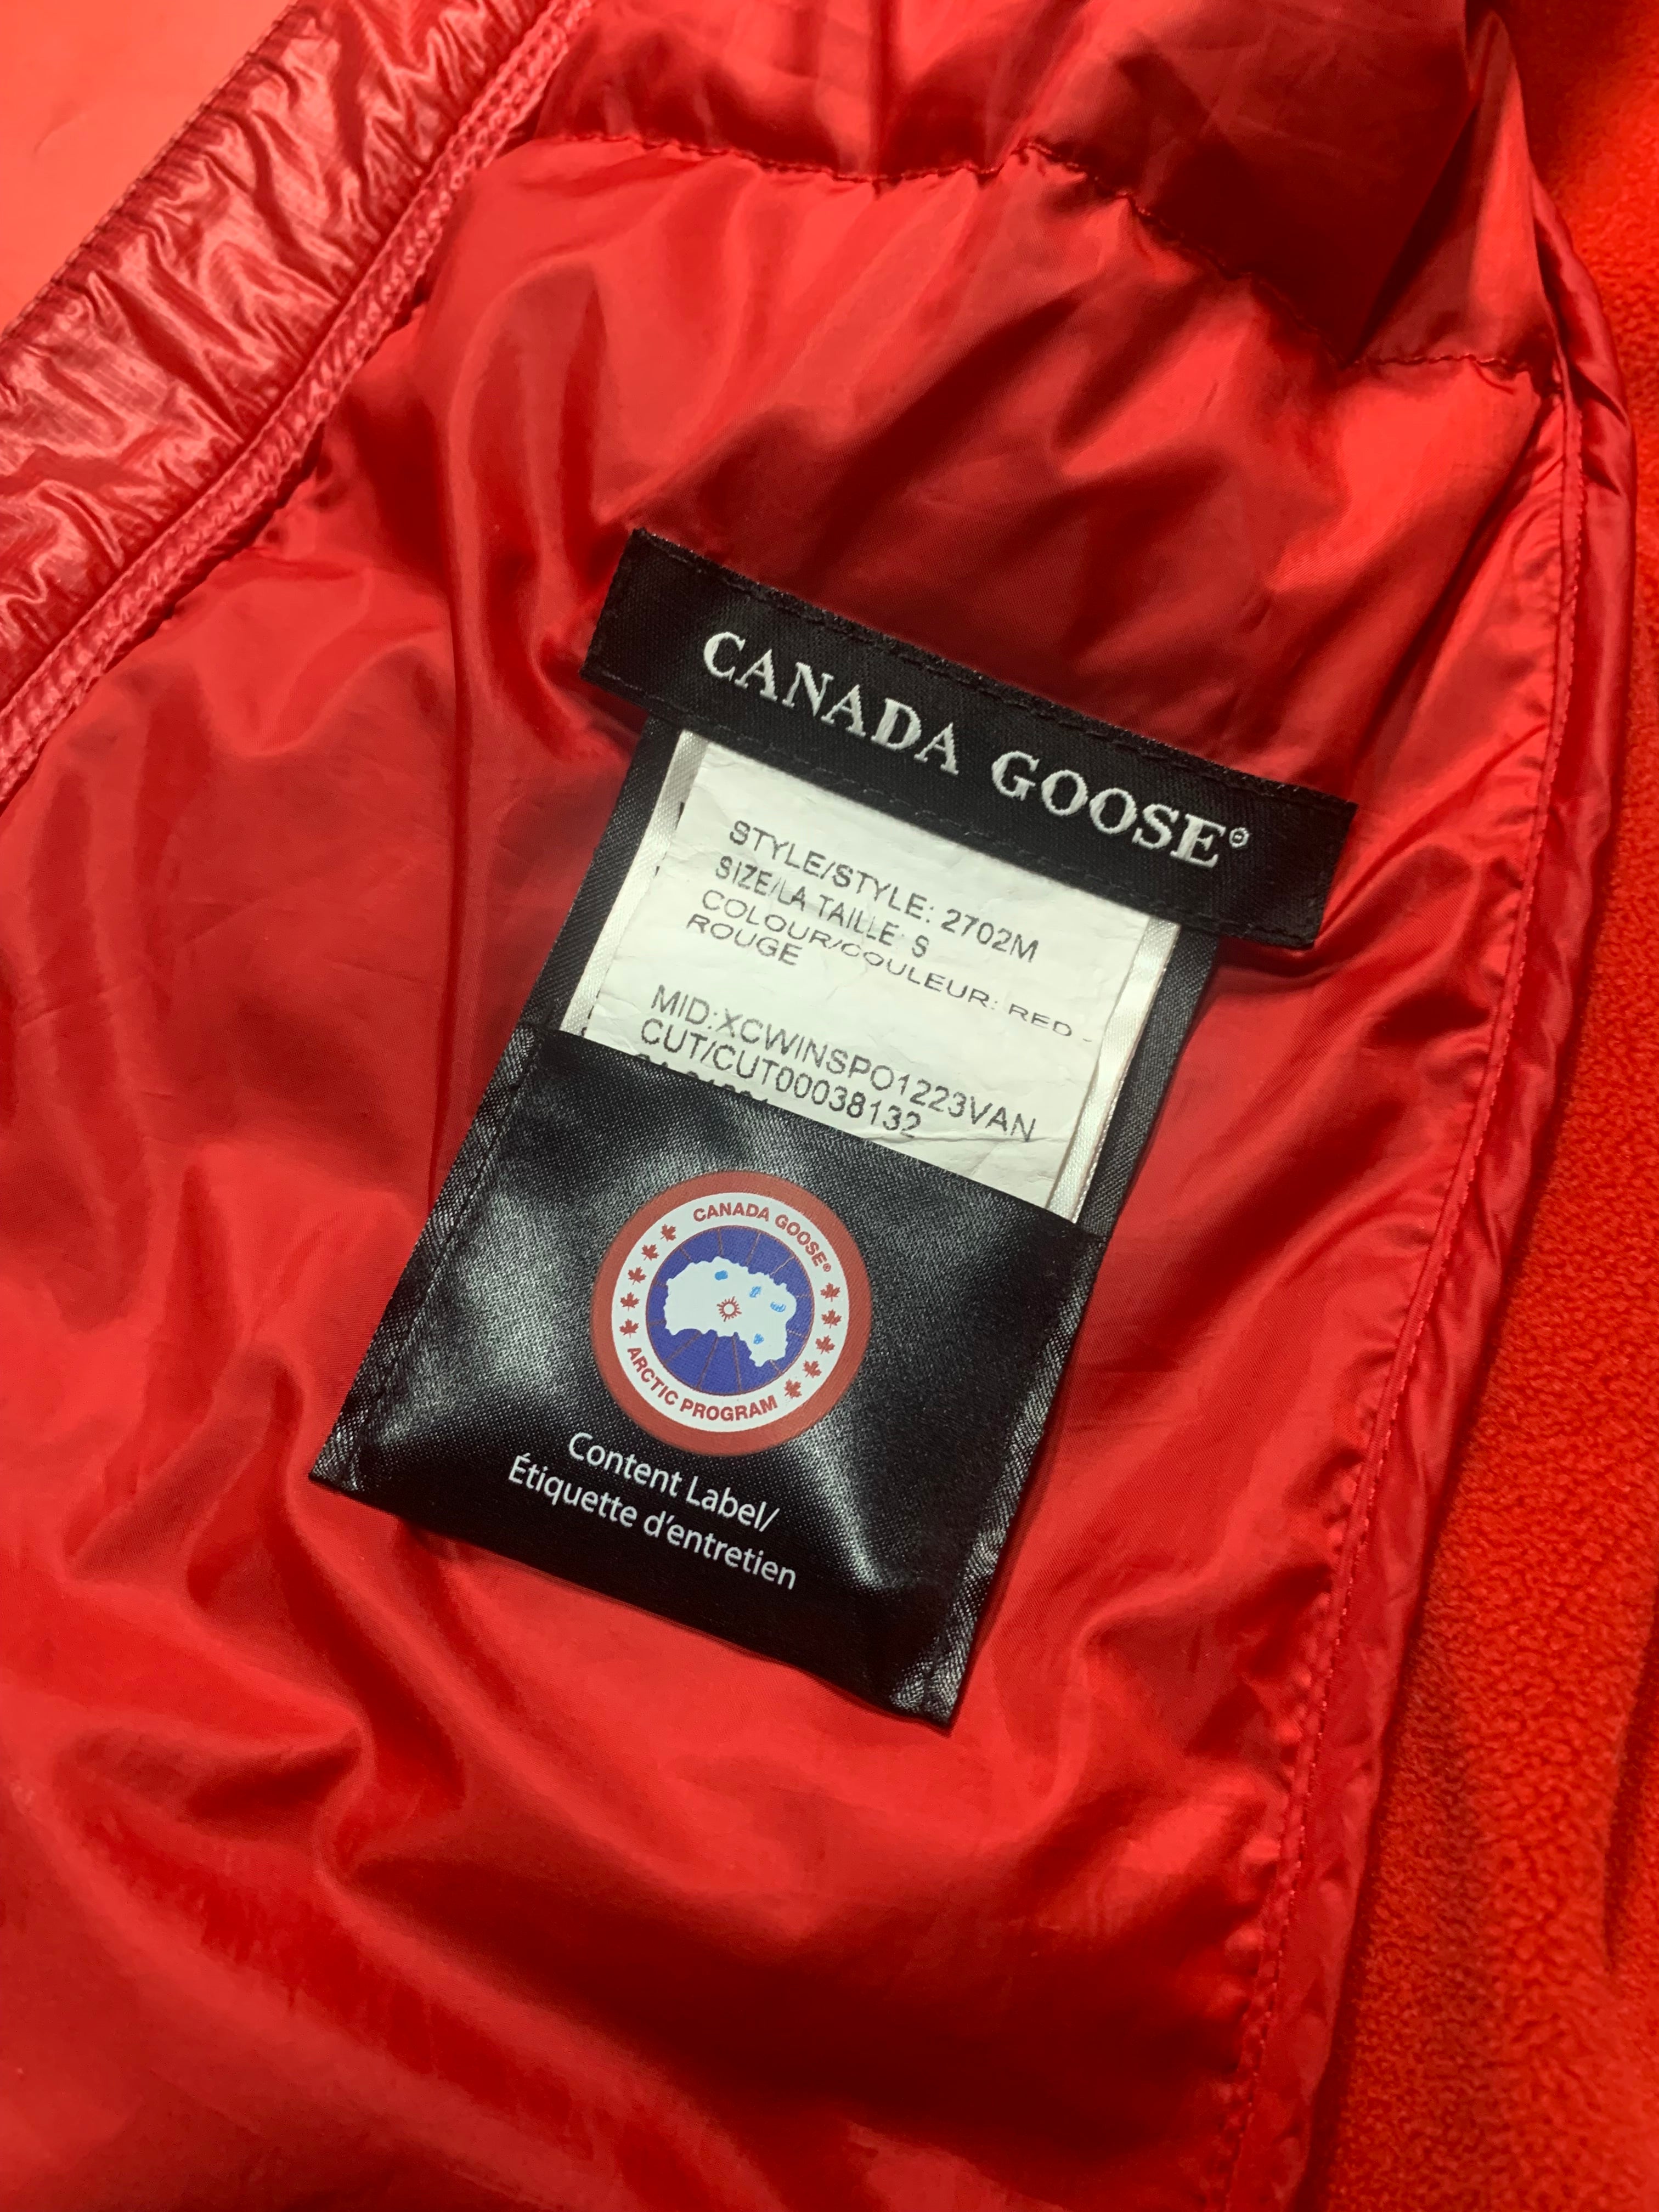 CANADA GOOSE®
STYLE/STYLE: 2702M
SIZE/LA TAILLE: S
COLOUR/COULEUR: RED -
ROUGE
MID:XCWINSPO1223VAN
CUT/CUT00038132
CANADA GOOSE®
ARCTIC PROGRAM
Content Label/
Étiquette d'entretien